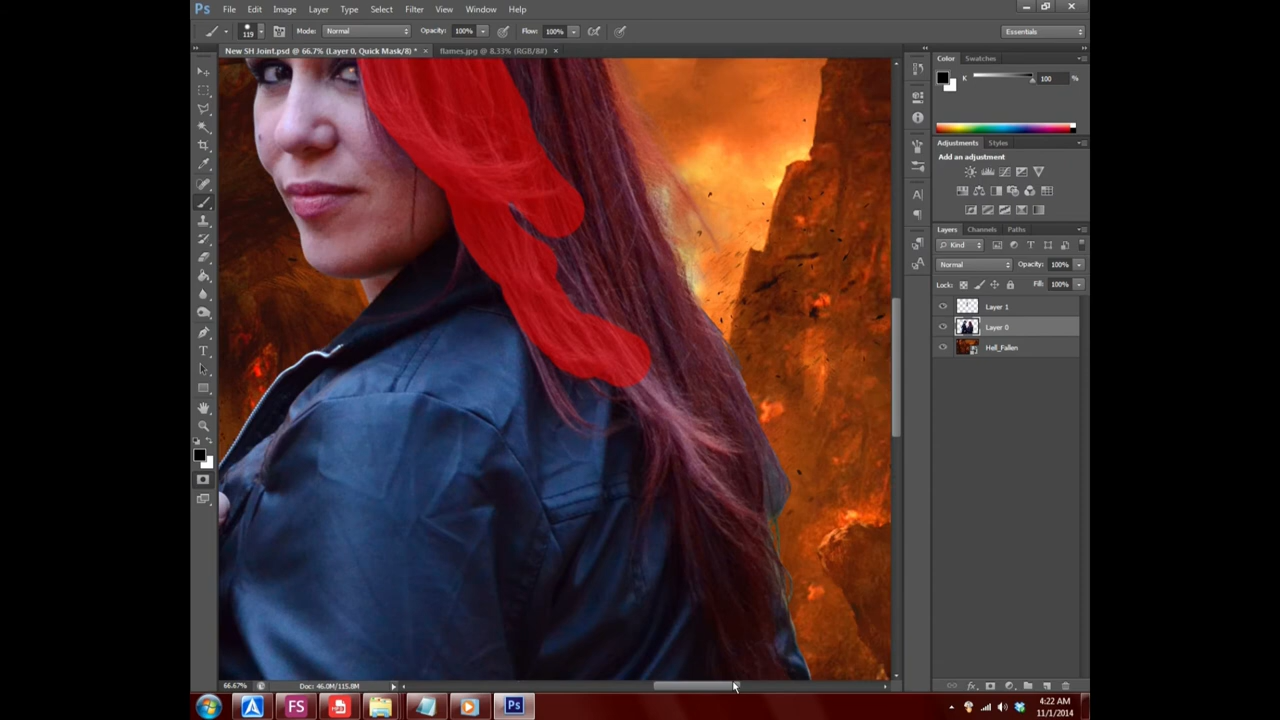 Ps File Edit Image Layer Type Select Filter View Window Help
119 Mode: Normal Opacity: 100% Flow: 100% Essentials
New SH Joint.psd @ 66.7% (Layer 0, Quick Mask/8) * × flames.jpg @ 8.33% (RGB/8#) ×
Color Swatches
K 100 %
Adjustments Styles
Add an adjustment
Layers Channels Paths
Kind T
Normal Opacity: 100%
Lock: Fill: 100%
Layer 1
Layer 0
Hell_Fallen
66.67% Doc: 46.0M/115.8M
FS Ps 4:22 AM
11/1/2014